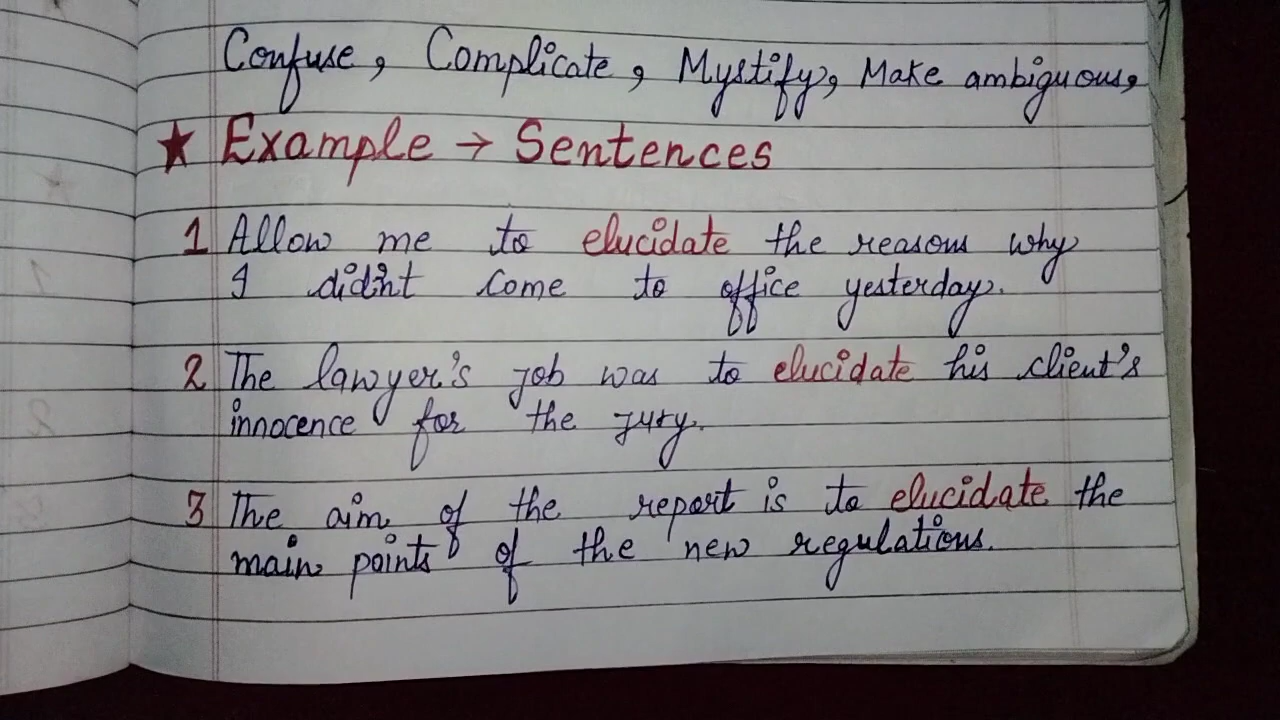 Confuse, Complicate, Mystify, Make ambiguous,
★ Example → Sentences
1 Allow me to elucidate the reasons why
I didn't come to office yesterday.
2 The lawyer's job was to elucidate his client's
innocence for the jury.
3 The aim of the report is to elucidate the
main points of the new regulations.